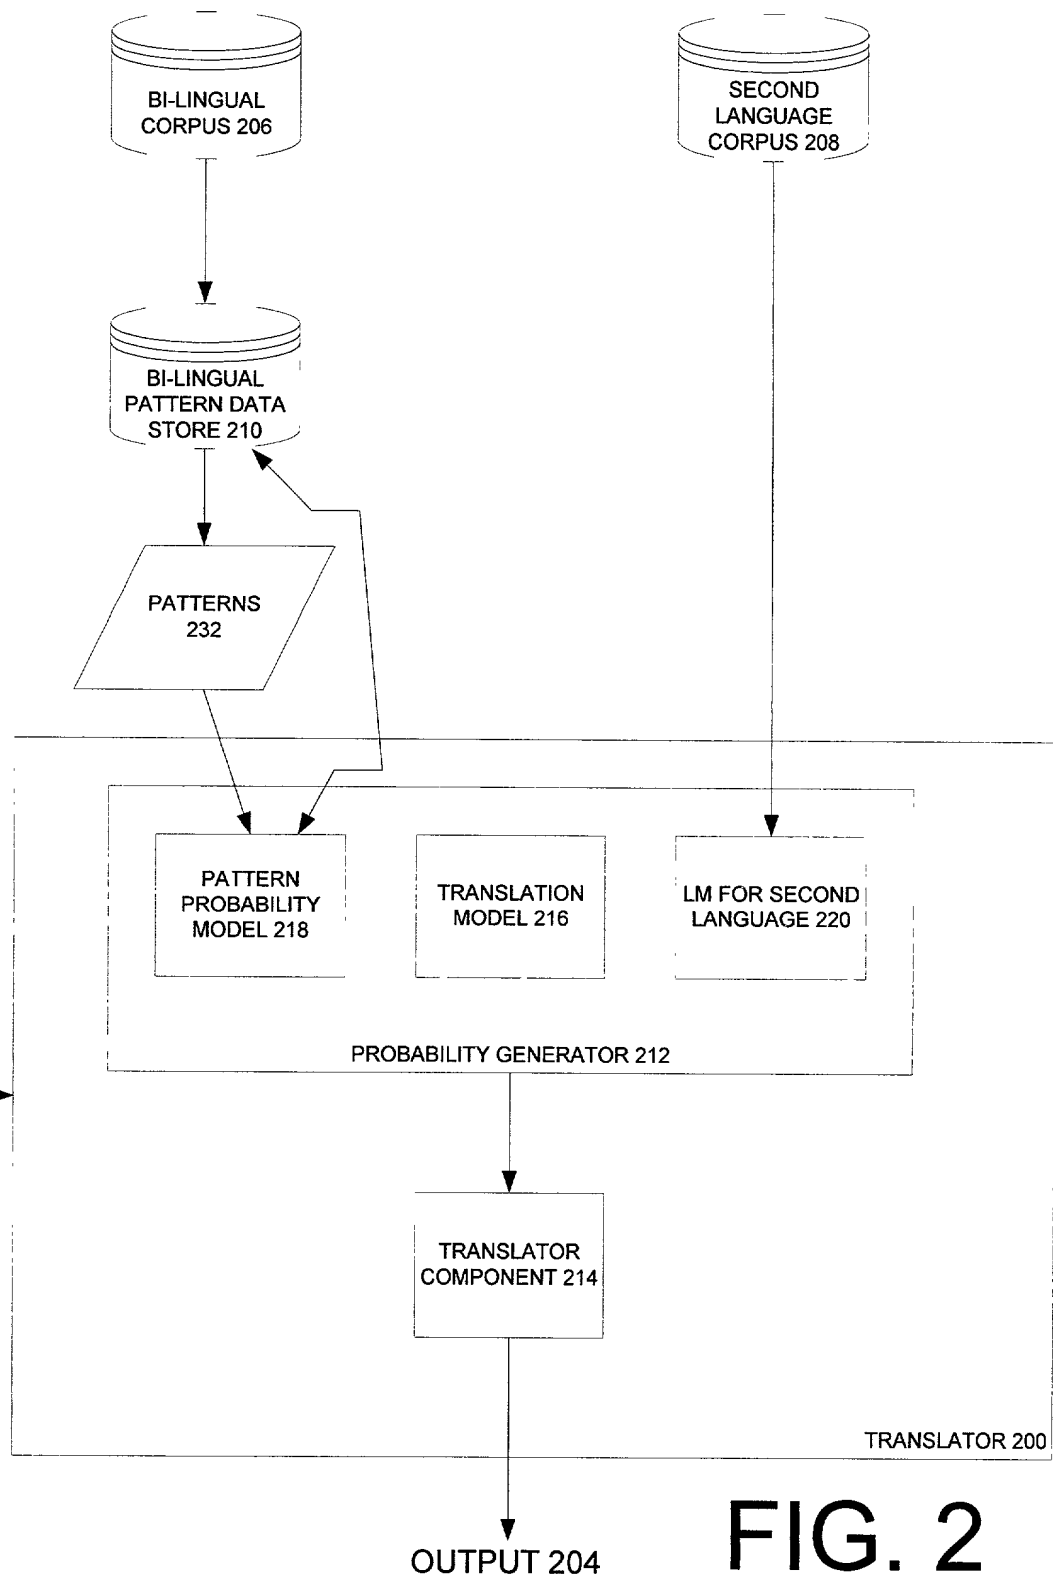 BI-LINGUAL
CORPUS 206
SECOND
LANGUAGE
CORPUS 208
BI-LINGUAL
PATTERN DATA
STORE 210
PATTERNS
232
PATTERN
PROBABILITY
MODEL 218
TRANSLATION
MODEL 216
LM FOR SECOND
LANGUAGE 220
PROBABILITY GENERATOR 212
TRANSLATOR
COMPONENT 214
TRANSLATOR 200
OUTPUT 204
FIG. 2